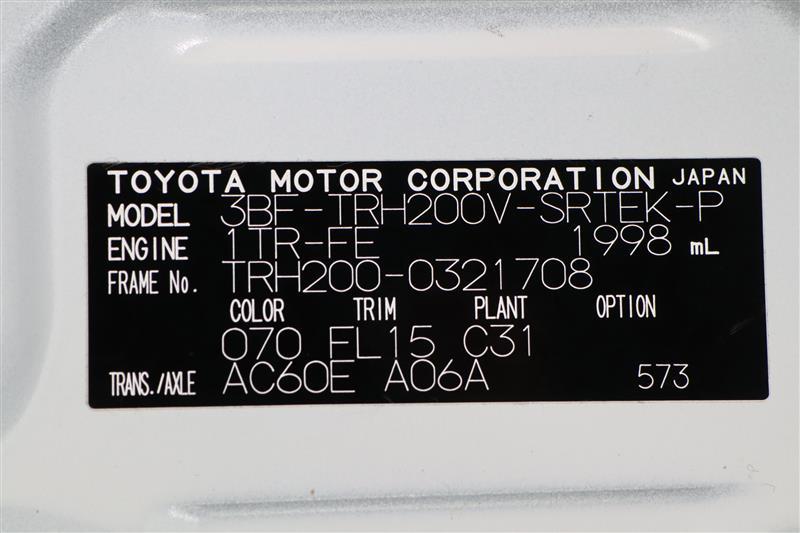 TOYOTA MOTOR CORPORATION JAPAN
MODEL 3BF-TRH200V-SRTEK-P
ENGINE 1TR-FE 1998 mL
FRAME No. TRH200-0321708
COLOR TRIM PLANT OPTION
070 FL15 C31
TRANS./AXLE AC60E A06A 573